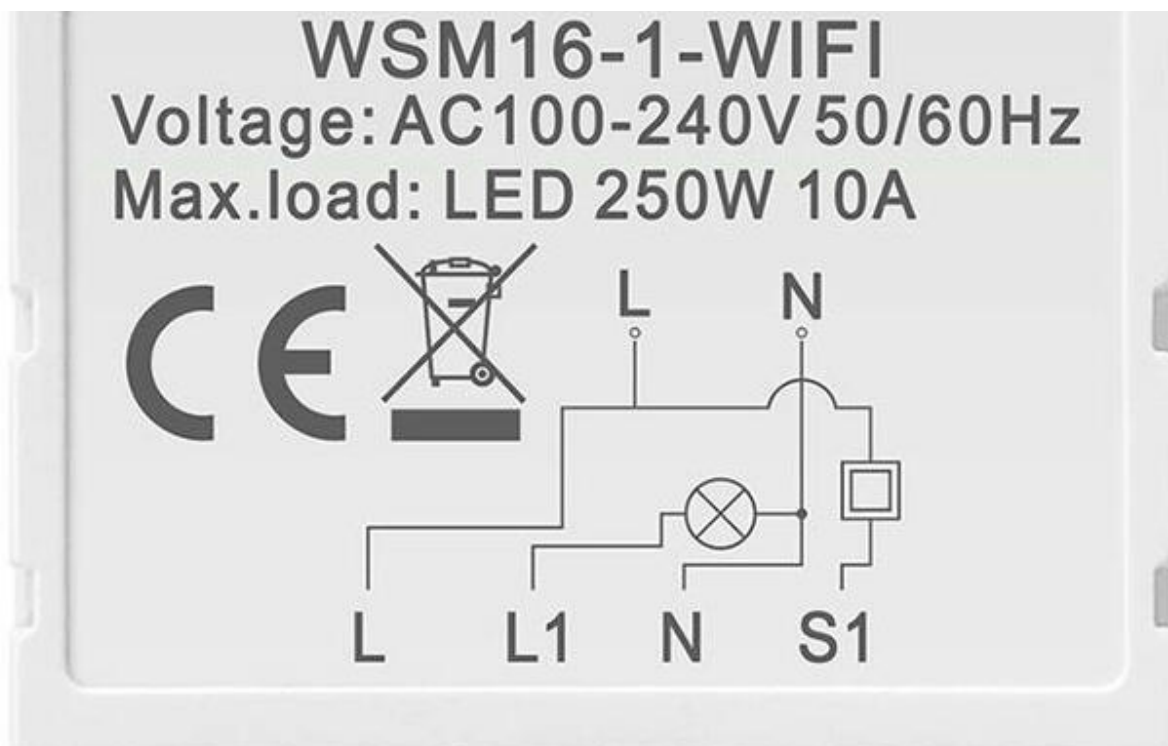 WSM16-1-WIFI
Voltage: AC100-240V 50/60Hz
Max.load: LED 250W 10A
CE
L N
L L1 N S1